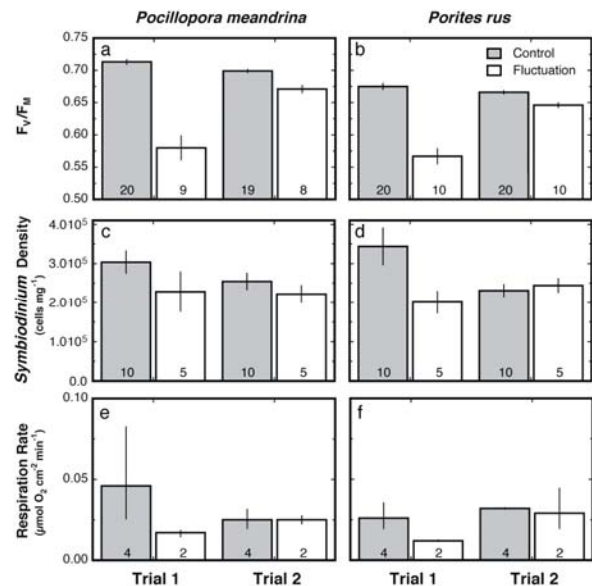 Pocillopora meandrina Porites rus
a b
Control
Fluctuation
F_V/F_M
0.75
0.70
0.65
0.60
0.55
0.50
20 9 19 8 20 10 20 10
c d
Symbiodinium Density
(cells mg⁻¹)
4.010⁵
3.010⁵
2.010⁵
1.010⁵
0.0
10 5 10 5 10 5 10 5
e f
Respiration Rate
(µmol O₂ cm⁻² min⁻¹)
0.10
0.05
0.00
4 2 4 2 4 2 4 2
Trial 1 Trial 2 Trial 1 Trial 2